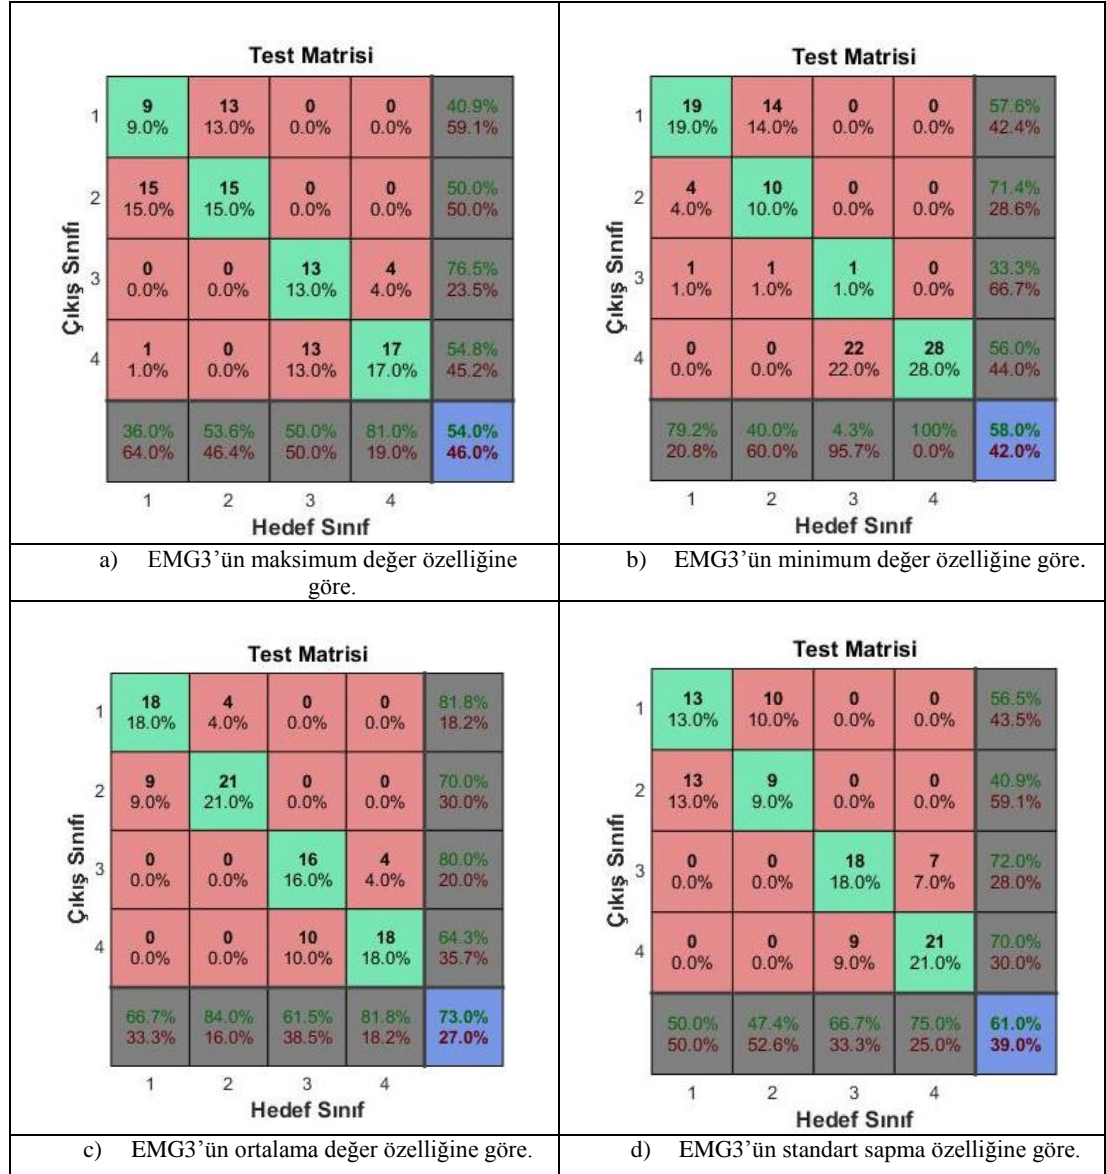 Test Matrisi
1 9 13 0 0 40.9%
9.0% 13.0% 0.0% 0.0% 59.1%
2 15 15 0 0 50.0%
15.0% 15.0% 0.0% 0.0% 50.0%
3 0 0 13 4 76.5%
0.0% 0.0% 13.0% 4.0% 23.5%
4 1 0 13 17 54.8%
1.0% 0.0% 13.0% 17.0% 45.2%
36.0% 53.6% 50.0% 81.0% 54.0%
64.0% 46.4% 50.0% 19.0% 46.0%
1 2 3 4
Çıkış Sınıfı
Hedef Sınıf
a) EMG3’ün maksimum değer özelliğine
göre.
Test Matrisi
1 19 14 0 0 57.6%
19.0% 14.0% 0.0% 0.0% 42.4%
2 4 10 0 0 71.4%
4.0% 10.0% 0.0% 0.0% 28.6%
3 1 1 1 0 33.3%
1.0% 1.0% 1.0% 0.0% 66.7%
4 0 0 22 28 56.0%
0.0% 0.0% 22.0% 28.0% 44.0%
79.2% 40.0% 4.3% 100% 58.0%
20.8% 60.0% 95.7% 0.0% 42.0%
1 2 3 4
Çıkış Sınıfı
Hedef Sınıf
b) EMG3’ün minimum değer özelliğine göre.
Test Matrisi
1 18 4 0 0 81.8%
18.0% 4.0% 0.0% 0.0% 18.2%
2 9 21 0 0 70.0%
9.0% 21.0% 0.0% 0.0% 30.0%
3 0 0 16 4 80.0%
0.0% 0.0% 16.0% 4.0% 20.0%
4 0 0 10 18 64.3%
0.0% 0.0% 10.0% 18.0% 35.7%
66.7% 84.0% 61.5% 81.8% 73.0%
33.3% 16.0% 38.5% 18.2% 27.0%
1 2 3 4
Çıkış Sınıfı
Hedef Sınıf
c) EMG3’ün ortalama değer özelliğine göre.
Test Matrisi
1 13 10 0 0 56.5%
13.0% 10.0% 0.0% 0.0% 43.5%
2 13 9 0 0 40.9%
13.0% 9.0% 0.0% 0.0% 59.1%
3 0 0 18 7 72.0%
0.0% 0.0% 18.0% 7.0% 28.0%
4 0 0 9 21 70.0%
0.0% 0.0% 9.0% 21.0% 30.0%
50.0% 47.4% 66.7% 75.0% 61.0%
50.0% 52.6% 33.3% 25.0% 39.0%
1 2 3 4
Çıkış Sınıfı
Hedef Sınıf
d) EMG3’ün standart sapma özelliğine göre.